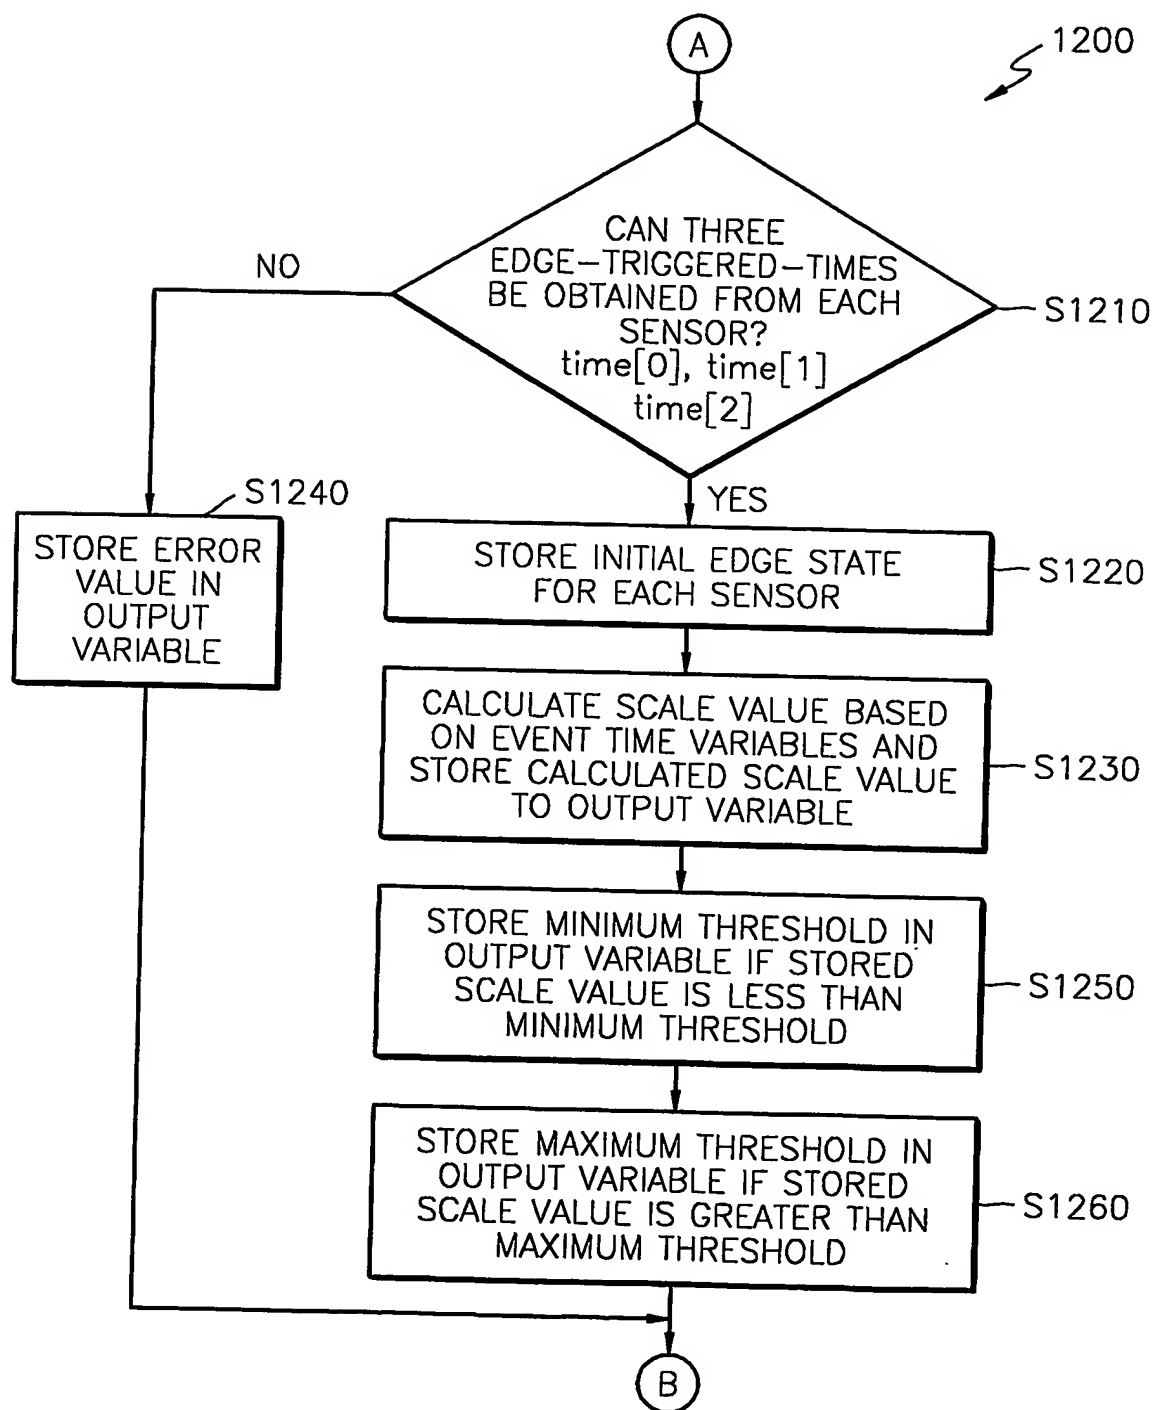 A
1200
CAN THREE
EDGE-TRIGGERED-TIMES
BE OBTAINED FROM EACH
SENSOR?
time[0], time[1]
time[2]
NO
S1210
YES
S1240
STORE ERROR
VALUE IN
OUTPUT
VARIABLE
STORE INITIAL EDGE STATE
FOR EACH SENSOR
S1220
CALCULATE SCALE VALUE BASED
ON EVENT TIME VARIABLES AND
STORE CALCULATED SCALE VALUE
TO OUTPUT VARIABLE
S1230
STORE MINIMUM THRESHOLD IN
OUTPUT VARIABLE IF STORED
SCALE VALUE IS LESS THAN
MINIMUM THRESHOLD
S1250
STORE MAXIMUM THRESHOLD IN
OUTPUT VARIABLE IF STORED
SCALE VALUE IS GREATER THAN
MAXIMUM THRESHOLD
S1260
B